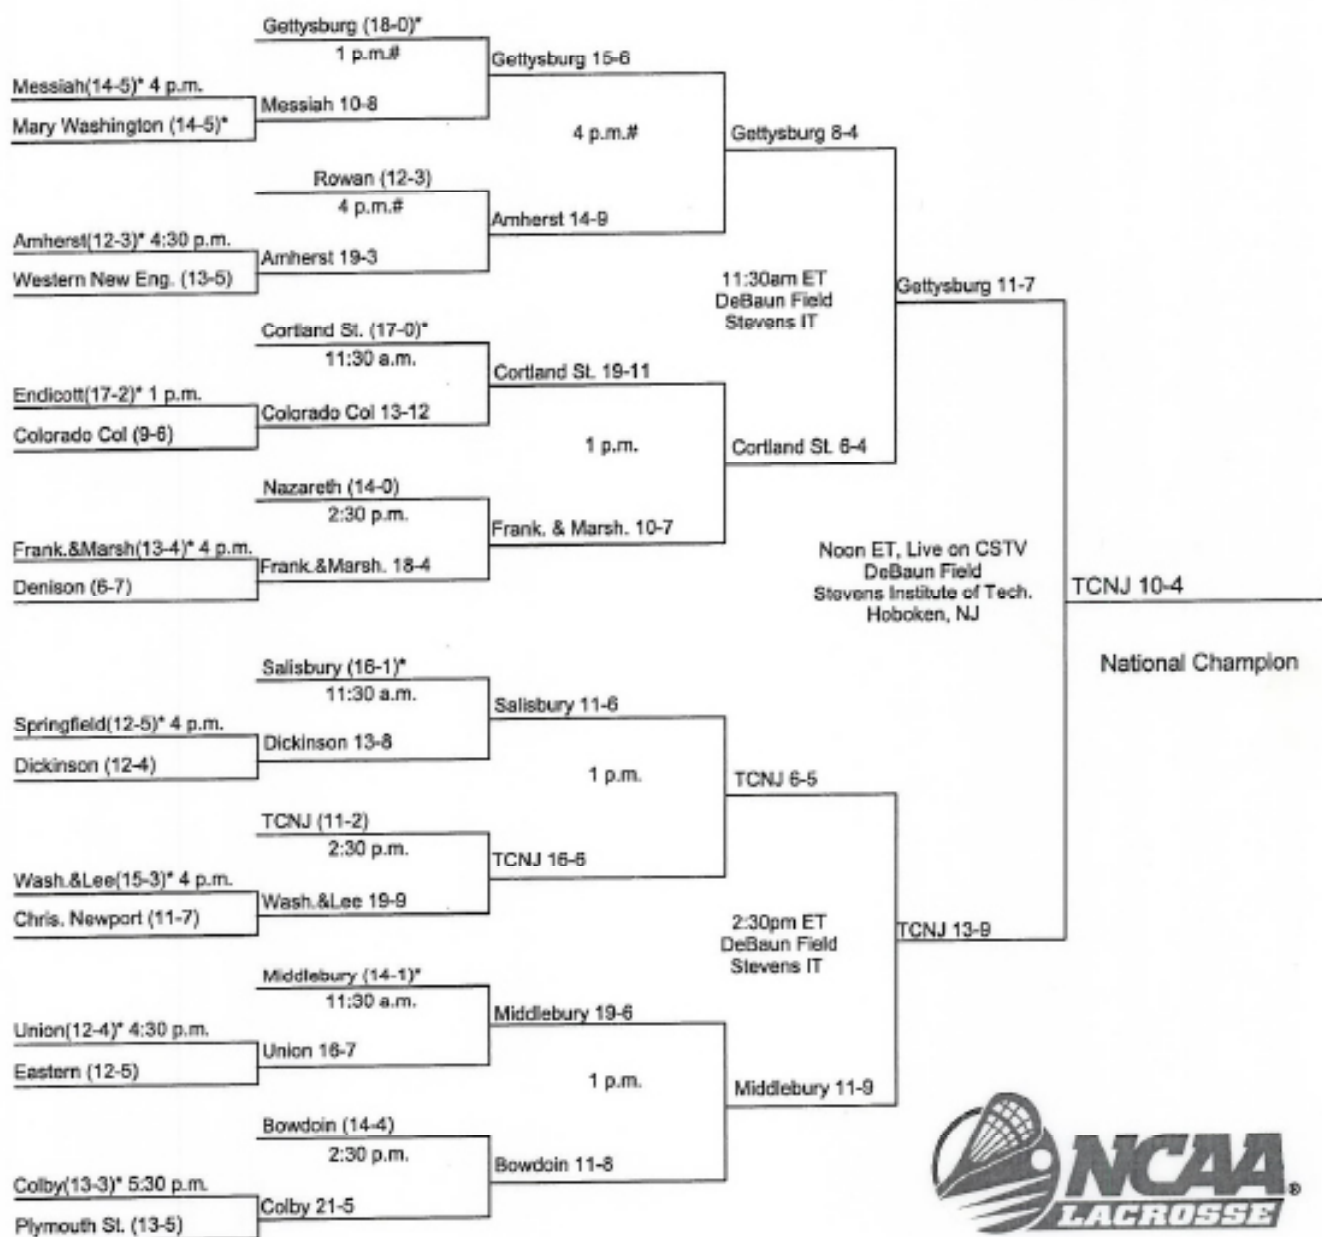 Gettysburg (18-0)*
1 p.m.#
Gettysburg 15-6
Messiah(14-5)* 4 p.m.
Messiah 10-8
Mary Washington (14-5)*
4 p.m.#
Gettysburg 8-4
Rowan (12-3)
4 p.m.#
Amherst 14-9
Amherst(12-3)* 4:30 p.m.
Amherst 19-3
Western New Eng. (13-5)
11:30am ET
DeBaun Field
Stevens IT
Gettysburg 11-7
Cortland St. (17-0)*
11:30 a.m.
Cortland St. 19-11
Endicott(17-2)* 1 p.m.
Colorado Col 13-12
Colorado Col (9-6)
1 p.m.
Cortland St. 6-4
Nazareth (14-0)
2:30 p.m.
Frank. & Marsh. 10-7
Frank.&Marsh(13-4)* 4 p.m.
Frank.&Marsh. 18-4
Denison (6-7)
Noon ET, Live on CSTV
DeBaun Field
Stevens Institute of Tech.
Hoboken, NJ
TCNJ 10-4
National Champion
Salisbury (16-1)*
11:30 a.m.
Salisbury 11-6
Springfield(12-5)* 4 p.m.
Dickinson 13-8
Dickinson (12-4)
1 p.m.
TCNJ 6-5
TCNJ (11-2)
2:30 p.m.
TCNJ 16-6
Wash.&Lee(15-3)* 4 p.m.
Wash.&Lee 19-9
Chris. Newport (11-7)
2:30pm ET
DeBaun Field
Stevens IT
TCNJ 13-9
Middlebury (14-1)*
11:30 a.m.
Middlebury 19-6
Union(12-4)* 4:30 p.m.
Union 16-7
Eastern (12-5)
1 p.m.
Middlebury 11-9
Bowdoin (14-4)
2:30 p.m.
Bowdoin 11-8
Colby(13-3)* 5:30 p.m.
Colby 21-5
Plymouth St. (13-5)
NCAA®
LACROSSE